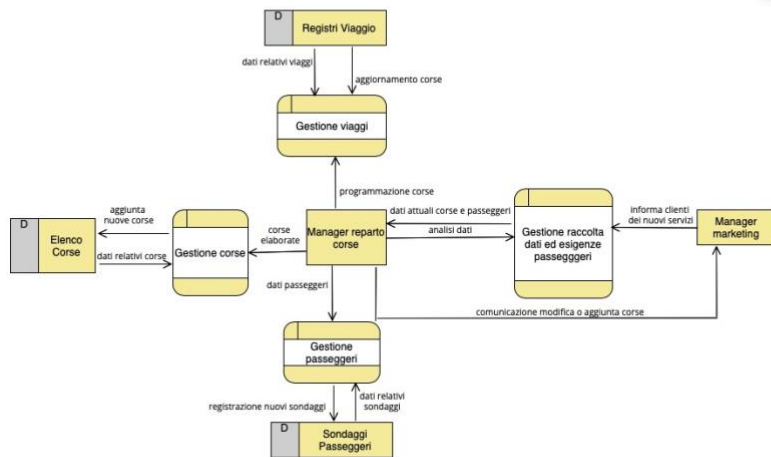 D
Registri Viaggio
dati relativi viaggi
aggiornamento corse
Gestione viaggi
programmazione corse
aggiunta
nuove corse
D
Elenco
Corse
dati relativi corse
Gestione corse
corse
elaborate
Manager reparto
corse
dati attuali corse e passeggeri
analisi dati
Gestione raccolta
dati ed esigenze
passegggeri
informa clienti
dei nuovi servizi
Manager
marketing
dati passeggeri
comunicazione modifica o aggiunta corse
Gestione
passeggeri
registrazione nuovi sondaggi
dati relativi
sondaggi
D
Sondaggi
Passeggeri